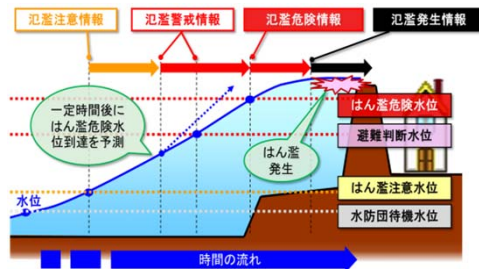 氾濫注意情報
氾濫警戒情報
氾濫危険情報
氾濫発生情報
一定時間後に
はん濫危険水
位到達を予測
はん濫
発生
はん濫危険水位
避難判断水位
はん濫注意水位
水防団待機水位
水位
時間の流れ